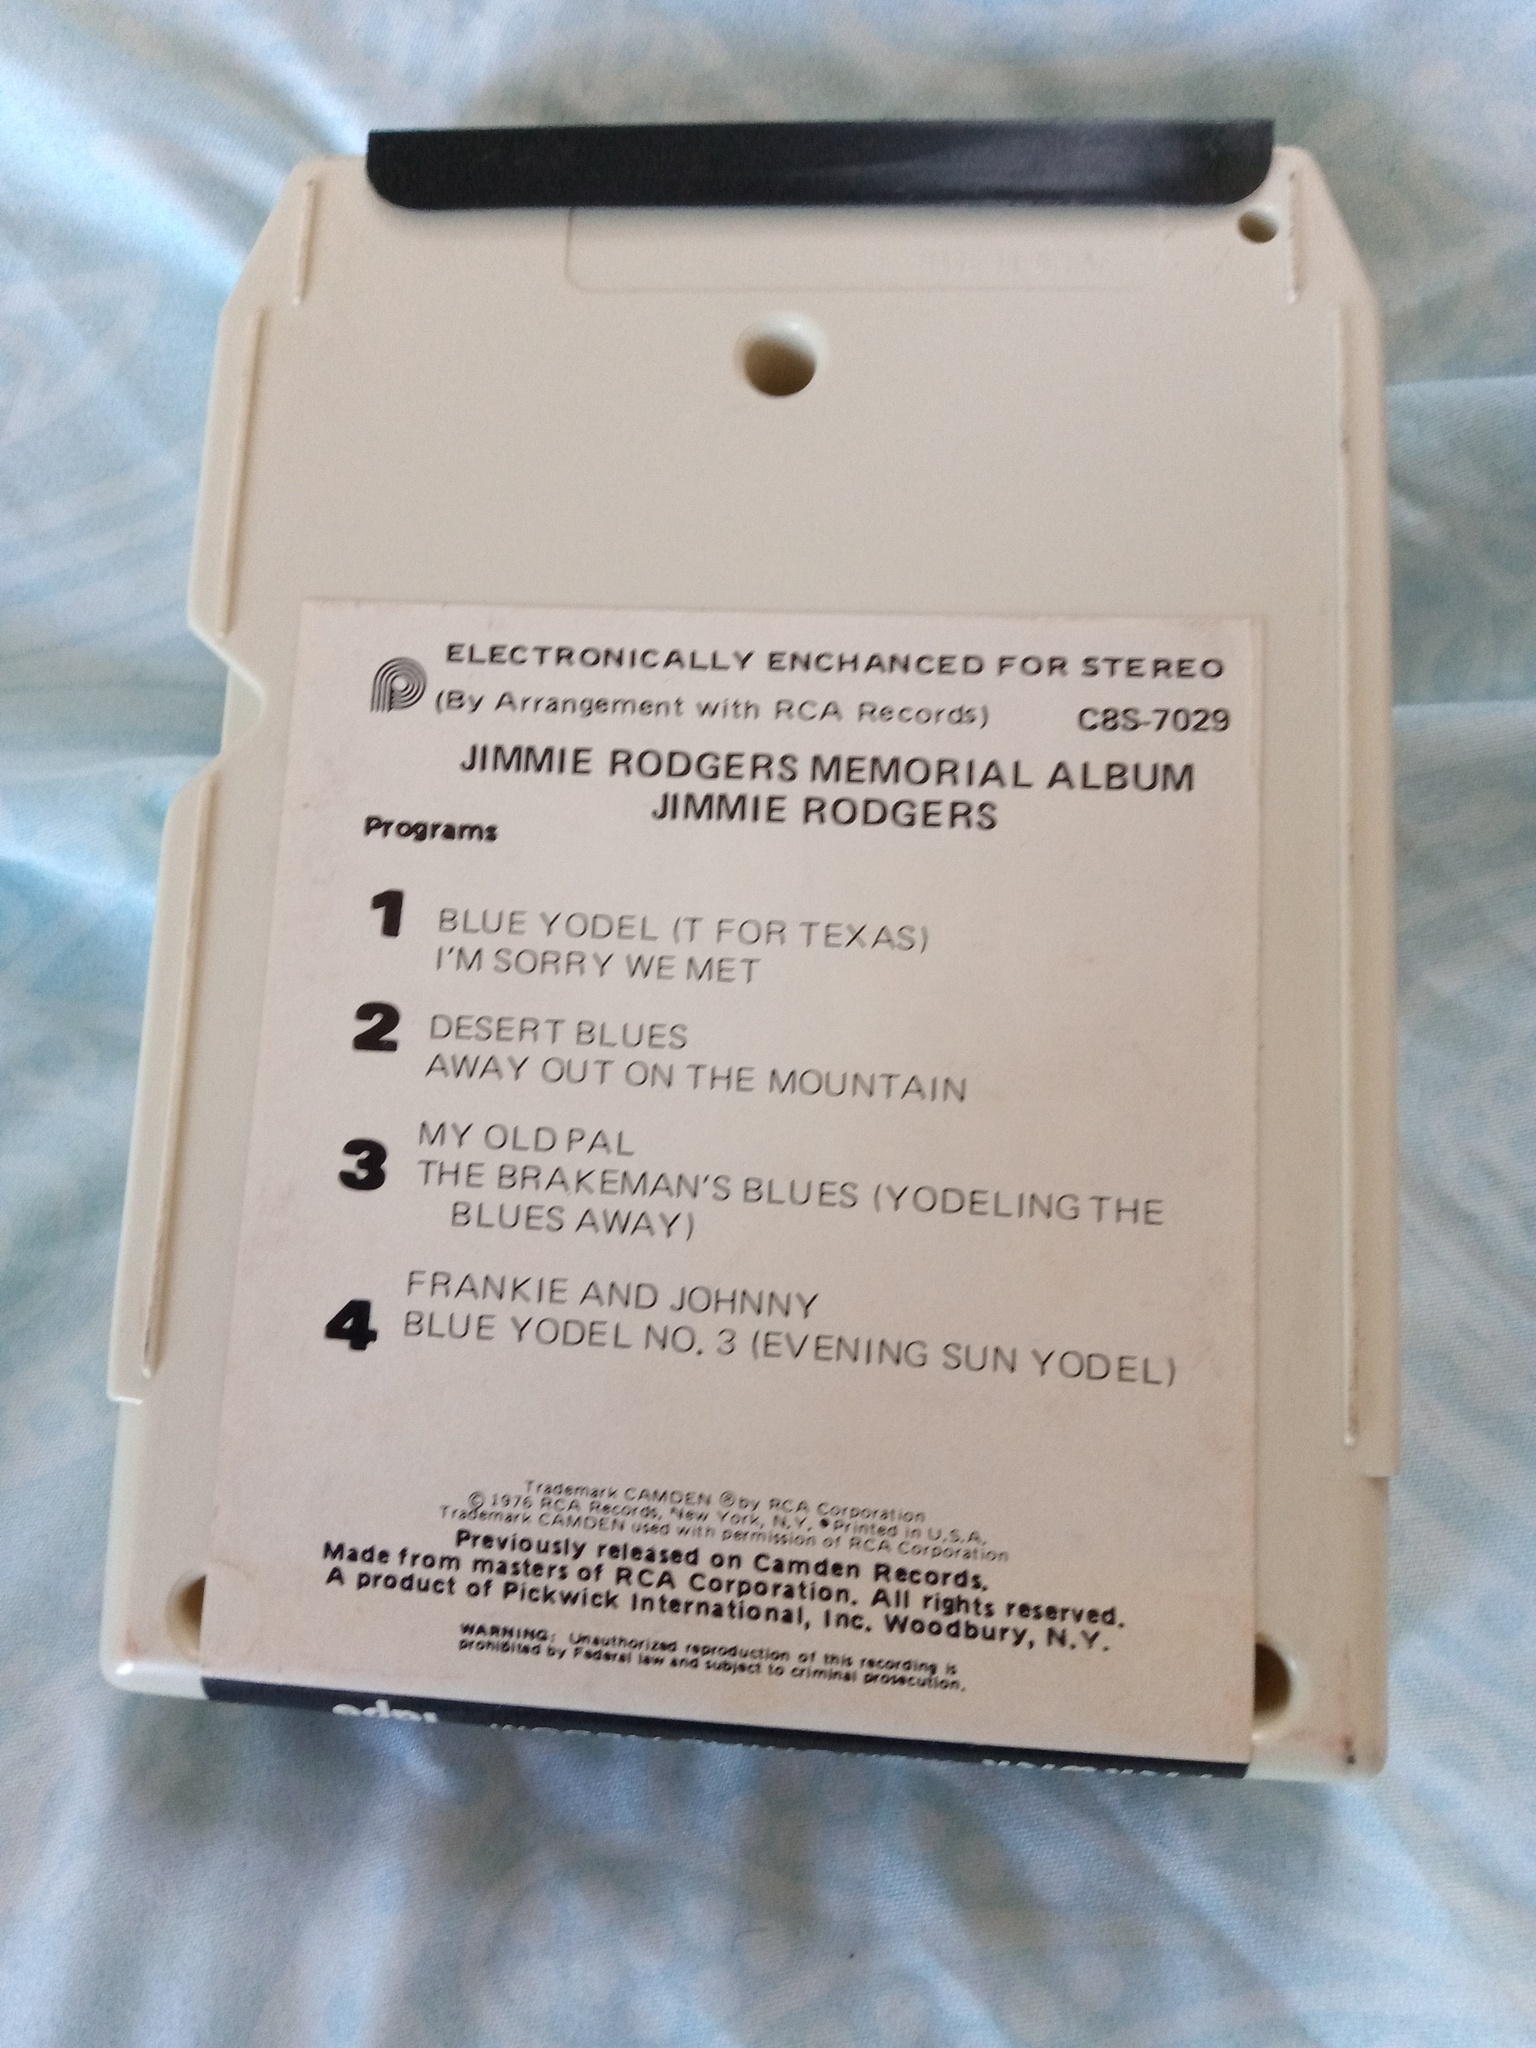 ELECTRONICALLY ENCHANCED FOR STEREO
(By Arrangement with RCA Records) C8S-7029
JIMMIE RODGERS MEMORIAL ALBUM
JIMMIE RODGERS
Programs
1 BLUE YODEL (T FOR TEXAS)
I'M SORRY WE MET
2 DESERT BLUES
AWAY OUT ON THE MOUNTAIN
3 MY OLD PAL
THE BRAKEMAN'S BLUES (YODELING THE
BLUES AWAY)
4 FRANKIE AND JOHNNY
BLUE YODEL NO. 3 (EVENING SUN YODEL)
Trademark CAMDEN ® by RCA Corporation
© 1976 RCA Records, New York, N.Y. • Printed in U.S.A.
Trademark CAMDEN used with permission of RCA Corporation
Previously released on Camden Records.
Made from masters of RCA Corporation. All rights reserved.
A product of Pickwick International, Inc. Woodbury, N.Y.
WARNING: Unauthorized reproduction of this recording is
prohibited by Federal law and subject to criminal prosecution.